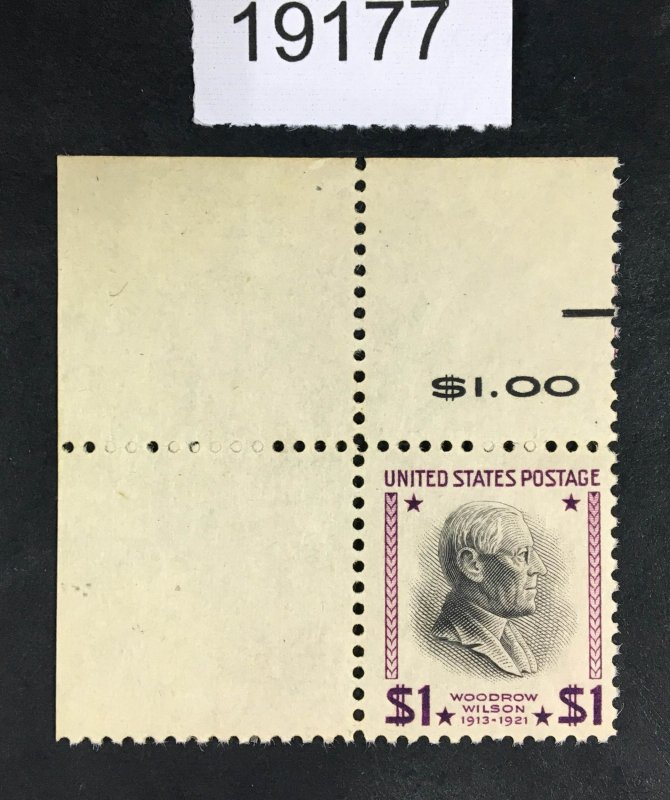 19177
$1.00
UNITED STATES POSTAGE
$1 WOODROW WILSON 1913-1921 $1